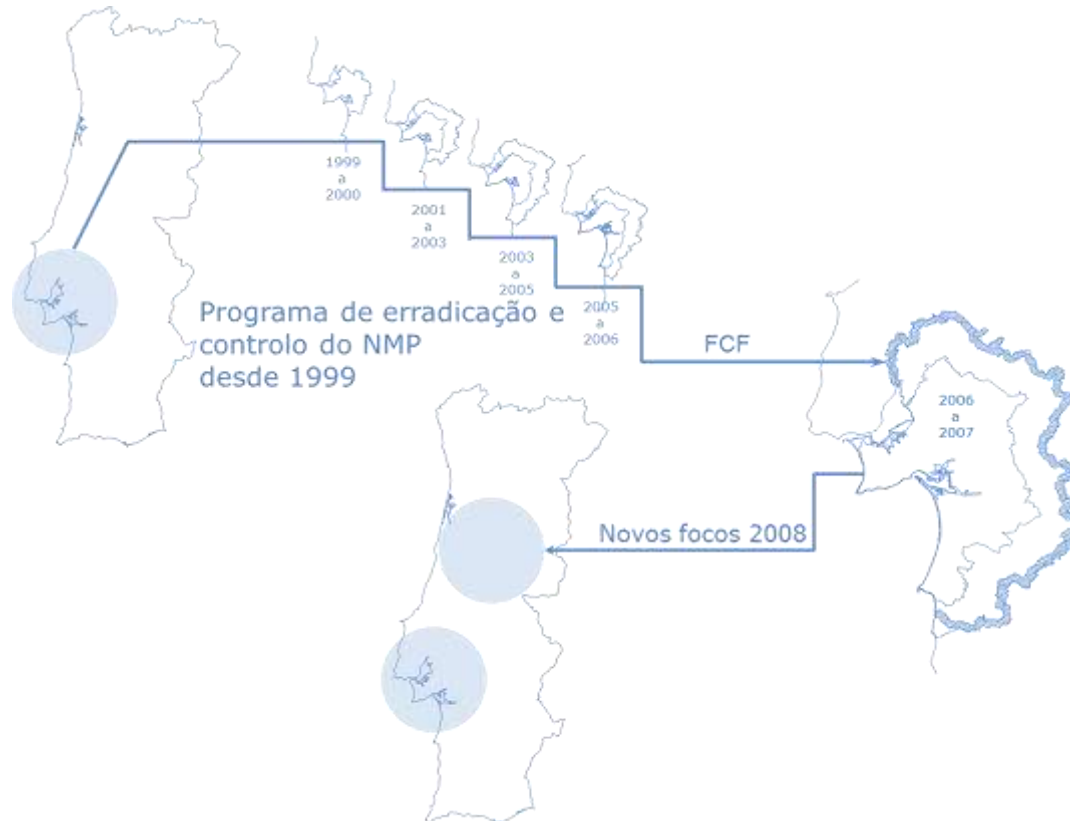 1999
a
2000
2001
a
2003
2003
a
2005
2005
a
2006
Programa de erradicação e
controlo do NMP
desde 1999
FCF
2006
a
2007
Novos focos 2008